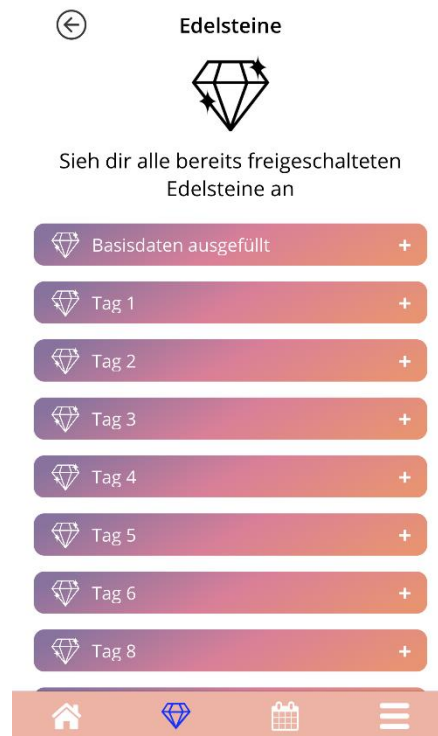 Edelsteine
Sieh dir alle bereits freigeschalteten
Edelsteine an
Basisdaten ausgefüllt +
Tag 1 +
Tag 2 +
Tag 3 +
Tag 4 +
Tag 5 +
Tag 6 +
Tag 8 +